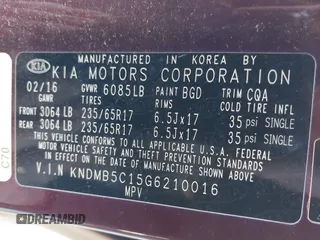 MANUFACTURED IN KOREA BY
KIA KIA MOTORS CORPORATION
02/16 GVWR 6085LB PAINT BGD TRIM CQA
GAWR TIRES RIMS COLD TIRE INFL.
FRONT 3064 LB 235/65R17 6.5Jx17 35 psi SINGLE
REAR 3064 LB 235/65R17 6.5Jx17 35 psi SINGLE
THIS VEHICLE CONFORMS TO ALL APPLICABLE FEDERAL
MOTOR VEHICLE SAFETY AND THEFT PREVENTION
STANDARDS IN EFFECT ON THE DATE OF
MANUFACTURE SHOWN ABOVE.
V.I.N KNDMB5C15G6210016
MPV
C70
DREAMBID